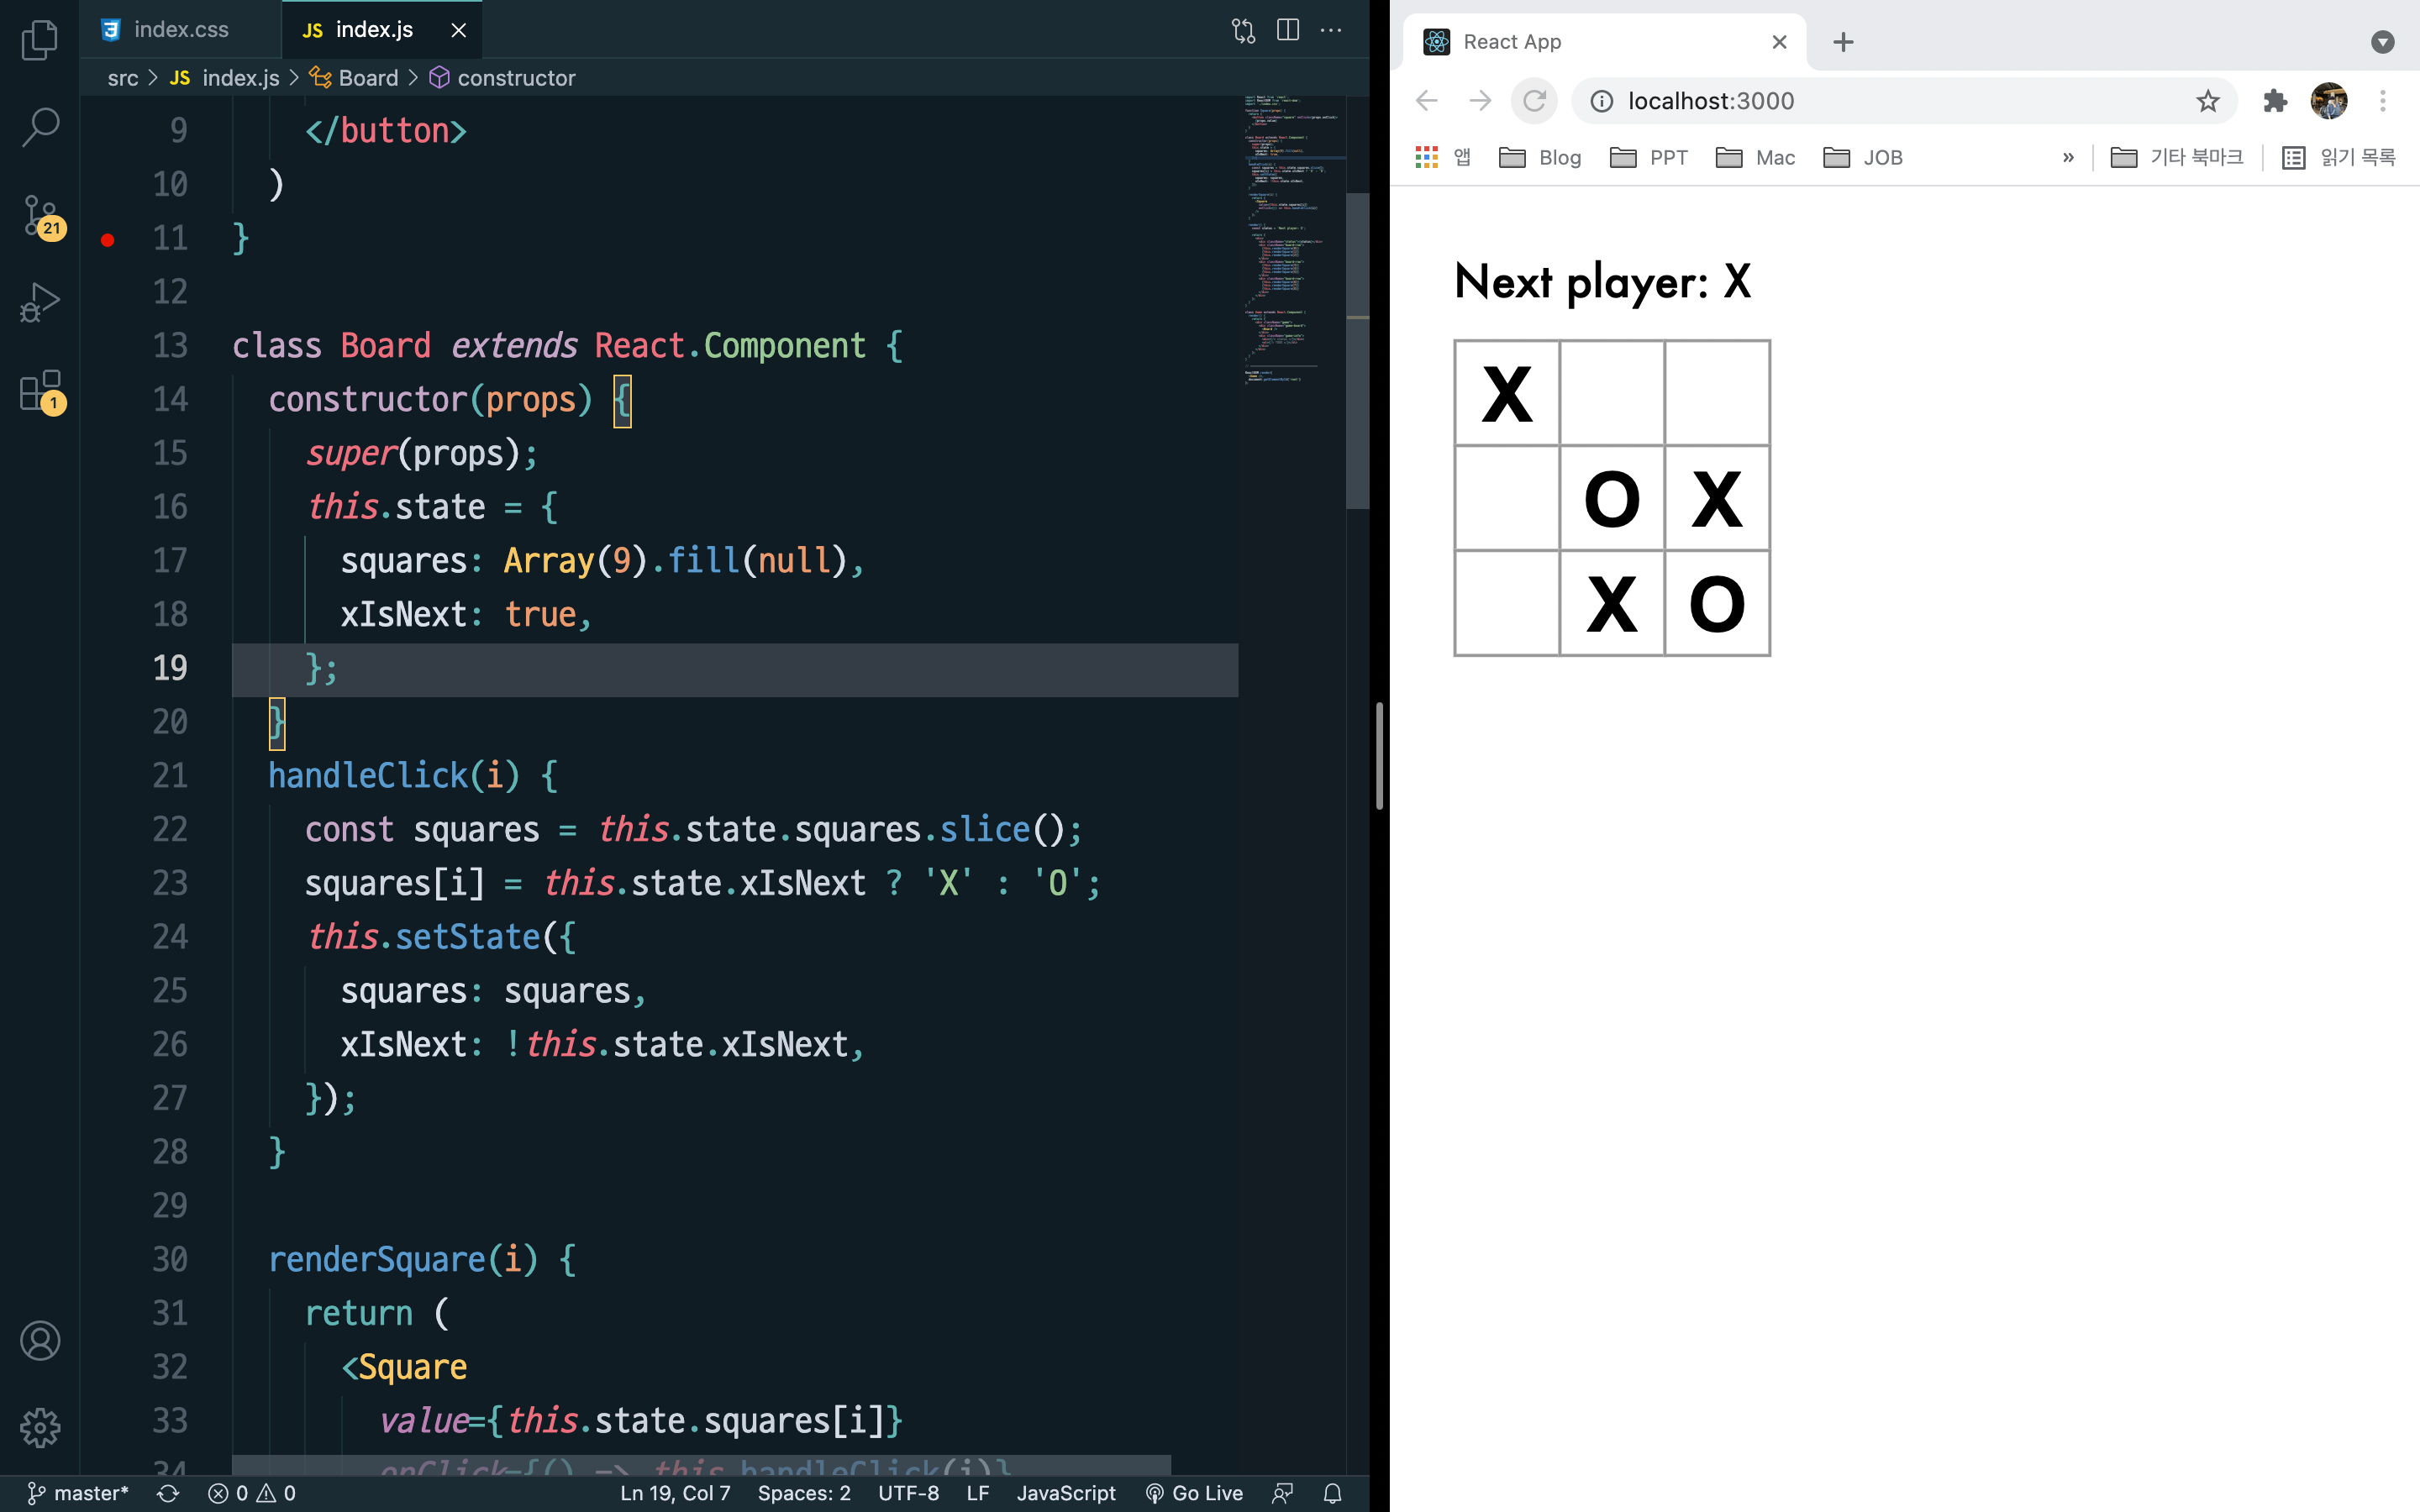 index.css
JS index.js
src > JS index.js > Board > constructor
9 </button>
10 )
11 }
12
13 class Board extends React.Component {
14 constructor(props) {
15 super(props);
16 this.state = {
17 squares: Array(9).fill(null),
18 xIsNext: true,
19 };
20 }
21 handleClick(i) {
22 const squares = this.state.squares.slice();
23 squares[i] = this.state.xIsNext ? 'X' : 'O';
24 this.setState({
25 squares: squares,
26 xIsNext: !this.state.xIsNext,
27 });
28 }
29
30 renderSquare(i) {
31 return (
32 <Square
33 value={this.state.squares[i]}
34 onClick={() => this.handleClick(i)}
21
1
master* 0 0 Ln 19, Col 7 Spaces: 2 UTF-8 LF JavaScript Go Live
React App
localhost:3000
앱 Blog PPT Mac JOB » 기타 북마크 읽기 목록
Next player: X
X
O X
X O